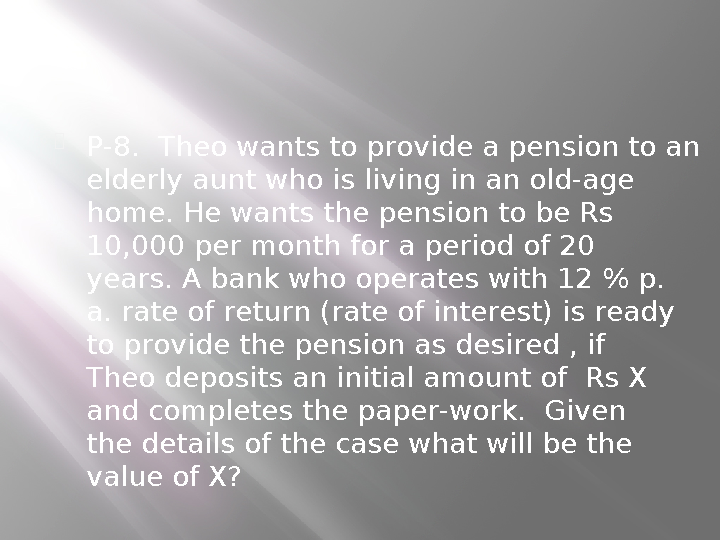 P-8.  Theo wants to provide a pension to an
elderly aunt who is living in an old-age
home. He wants the pension to be Rs
10,000 per month for a period of 20
years. A bank who operates with 12 % p.
a. rate of return (rate of interest) is ready
to provide the pension as desired , if
Theo deposits an initial amount of  Rs X
and completes the paper-work.  Given
the details of the case what will be the
value of X?